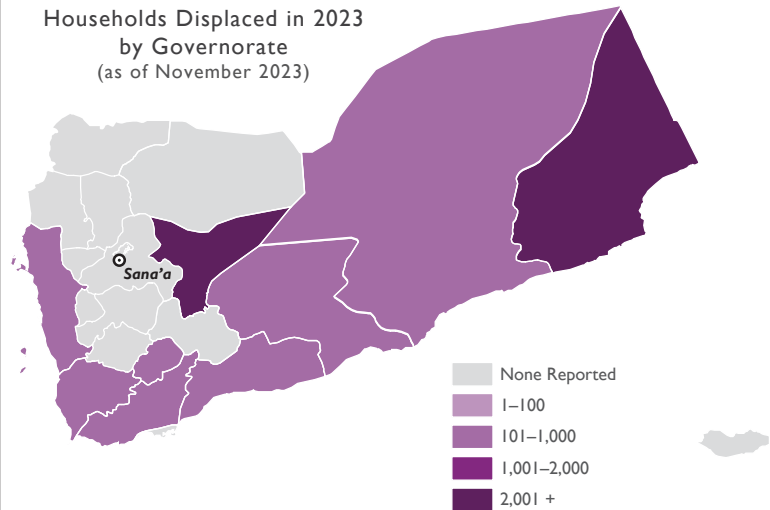 Households Displaced in 2023
by Governorate
(as of November 2023)
Sana'a
None Reported
1–100
101–1,000
1,001–2,000
2,001 +